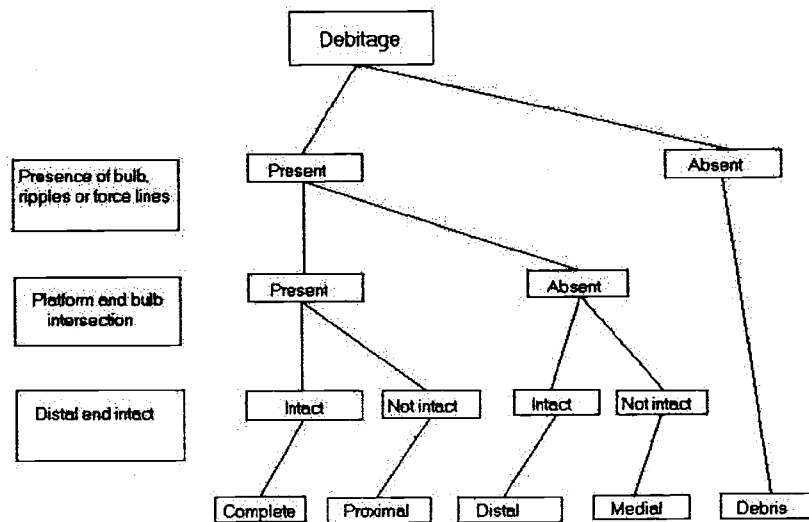 Debitage
Presence of bulb,
ripples or force lines
Present
Absent
Platform and bulb
intersection
Present
Absent
Distal end intact
Intact
Not intact
Intact
Not intact
Complete
Proximal
Distal
Medial
Debris